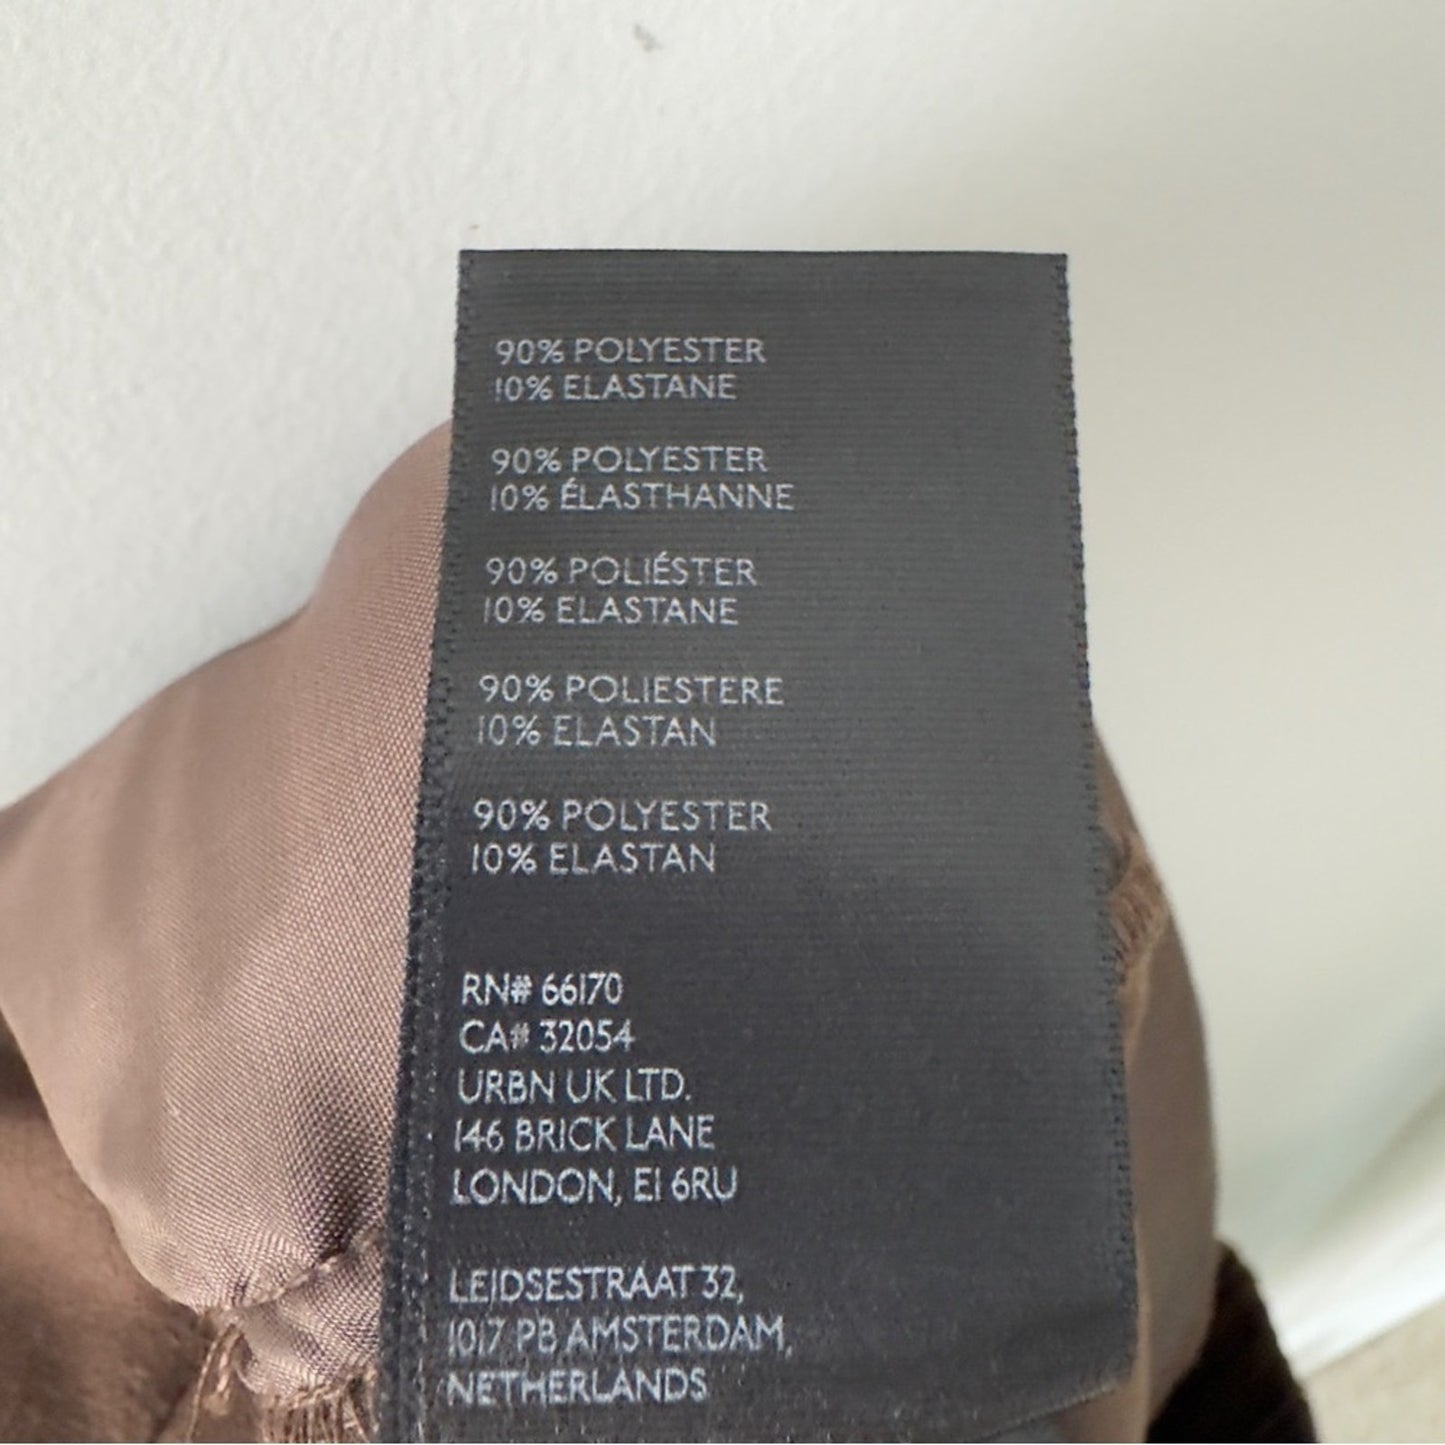 90% POLYESTER
10% ELASTANE
90% POLYESTER
10% ÉLASTHANNE
90% POLIÉSTER
10% ELASTANE
90% POLIESTERE
10% ELASTAN
90% POLYESTER
10% ELASTAN
RN# 66170
CA# 32054
URBN UK LTD.
146 BRICK LANE
LONDON, E1 6RU
LEIDSESTRAAT 32,
1017 PB AMSTERDAM,
NETHERLANDS